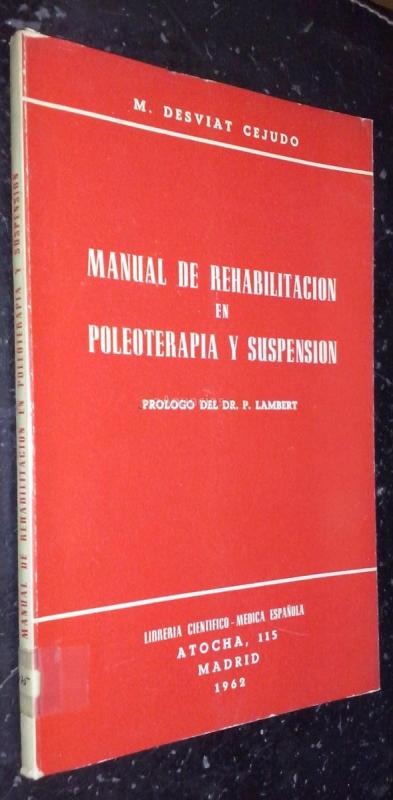 M. DESVIAT CEJUDO
MANUAL DE REHABILITACION
EN
POLEOTERAPIA Y SUSPENSION
PROLOGO DEL DR. P. LAMBERT
LIBRERIA CIENTIFICO-MEDICA ESPAÑOLA
ATOCHA, 115
MADRID
1962
MANUAL DE REHABILITACION EN POLEOTERAPIA Y SUSPENSION